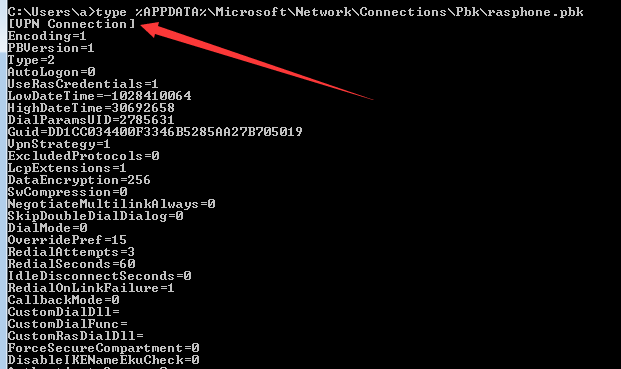 C:\Users\a>type %APPDATA%\Microsoft\Network\Connections\Pbk\rasphone.pbk
[VPN Connection]
Encoding=1
PBVersion=1
Type=2
AutoLogon=0
UseRasCredentials=1
LowDateTime=-1028410064
HighDateTime=30692658
DialParamsUID=2785631
Guid=DD1CC034400F3346B5285AA27B705019
VpnStrategy=1
ExcludedProtocols=0
LcpExtensions=1
DataEncryption=256
SwCompression=0
NegotiateMultilinkAlways=0
SkipDoubleDialDialog=0
DialMode=0
OverridePref=15
RedialAttempts=3
RedialSeconds=60
IdleDisconnectSeconds=0
RedialOnLinkFailure=1
CallbackMode=0
CustomDialDll=
CustomDialFunc=
CustomRasDialDll=
ForceSecureCompartment=0
DisableIKENameEkuCheck=0